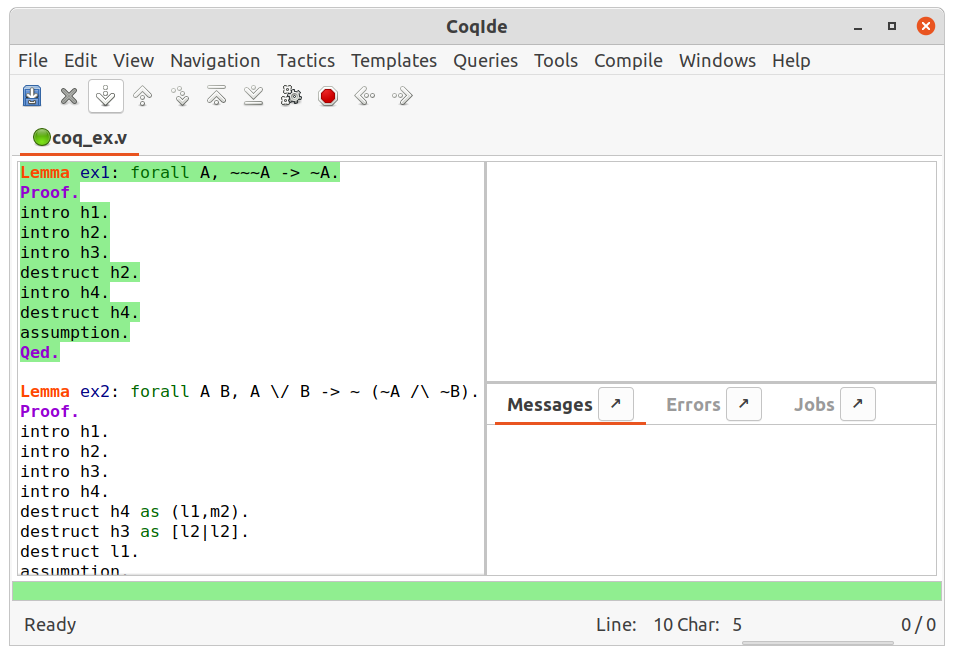 CoqIde
File Edit View Navigation Tactics Templates Queries Tools Compile Windows Help
coq_ex.v
Lemma ex1: forall A, ~~~A -> ~A.
Proof.
intro h1.
intro h2.
intro h3.
destruct h2.
intro h4.
destruct h4.
assumption.
Qed.
Lemma ex2: forall A B, A \/ B -> ~ (~A /\ ~B).
Proof.
intro h1.
intro h2.
intro h3.
intro h4.
destruct h4 as (l1,m2).
destruct h3 as [l2|l2].
destruct l1.
assumption.
Messages Errors Jobs
Ready Line: 10 Char: 5 0 / 0